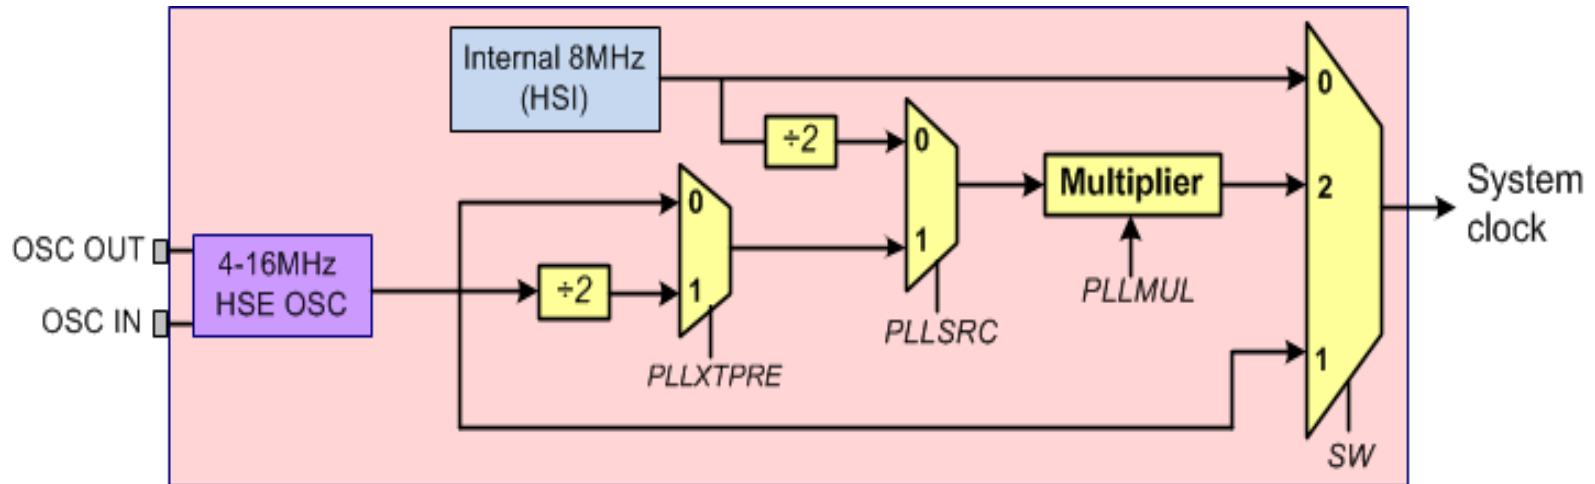 Internal 8MHz
(HSI)
÷2
0
1
PLLSRC
Multiplier
PLLMUL
0
2
1
SW
System
clock
OSC OUT
OSC IN
4-16MHz
HSE OSC
÷2
0
1
PLLXTPRE